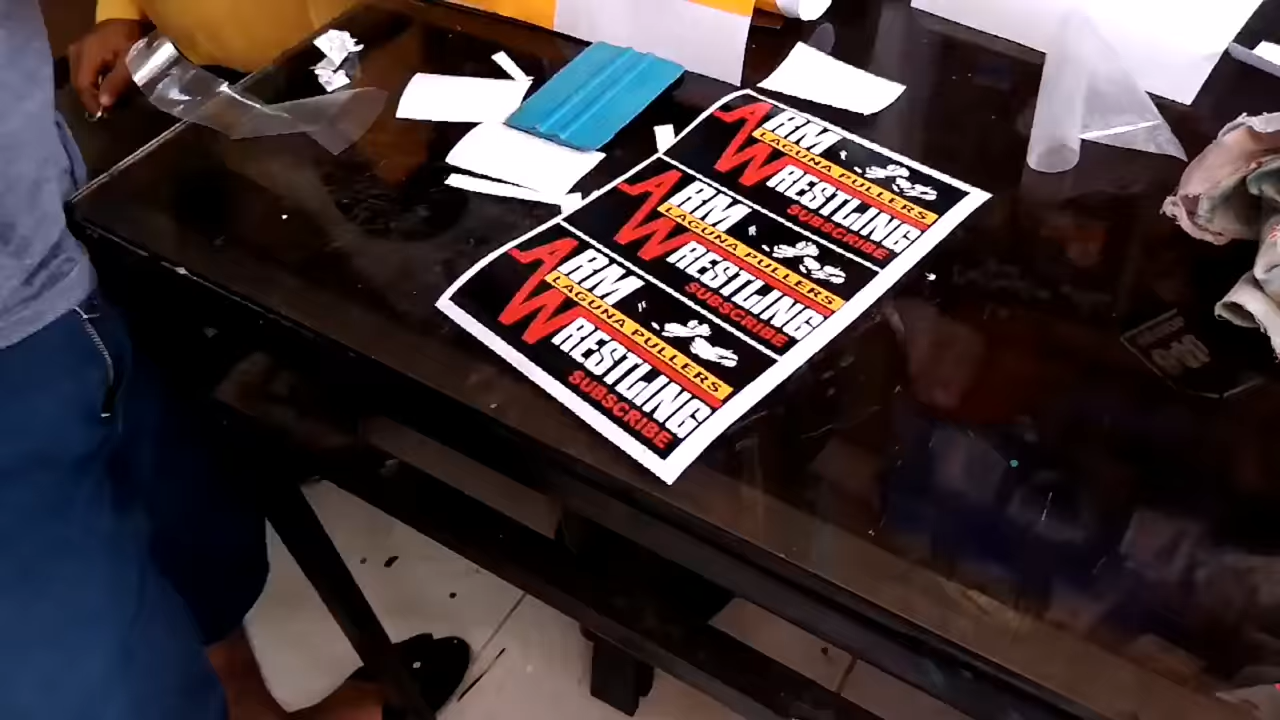 ARM
LAGUNA PULLERS
WRESTLING
SUBSCRIBE
ARM
LAGUNA PULLERS
WRESTLING
SUBSCRIBE
ARM
LAGUNA PULLERS
WRESTLING
SUBSCRIBE